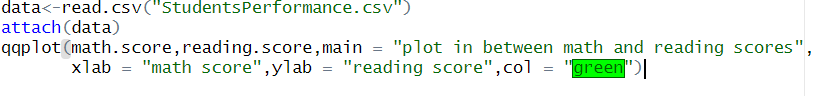 data<-read.csv("StudentsPerformance.csv")
attach(data)
qqplot(math.score,reading.score,main = "plot in between math and reading scores",
xlab = "math score",ylab = "reading score",col = "green")